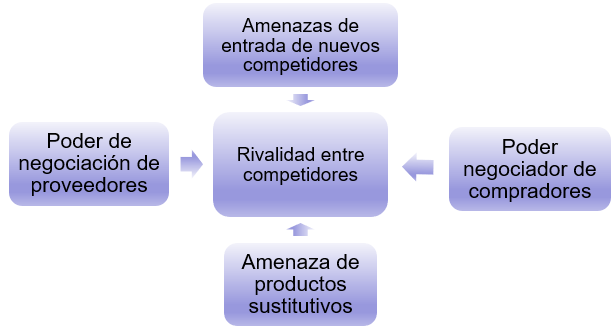 Amenazas de
entrada de nuevos
competidores
Poder de
negociación de
proveedores
Rivalidad entre
competidores
Poder
negociador de
compradores
Amenaza de
productos
sustitutivos